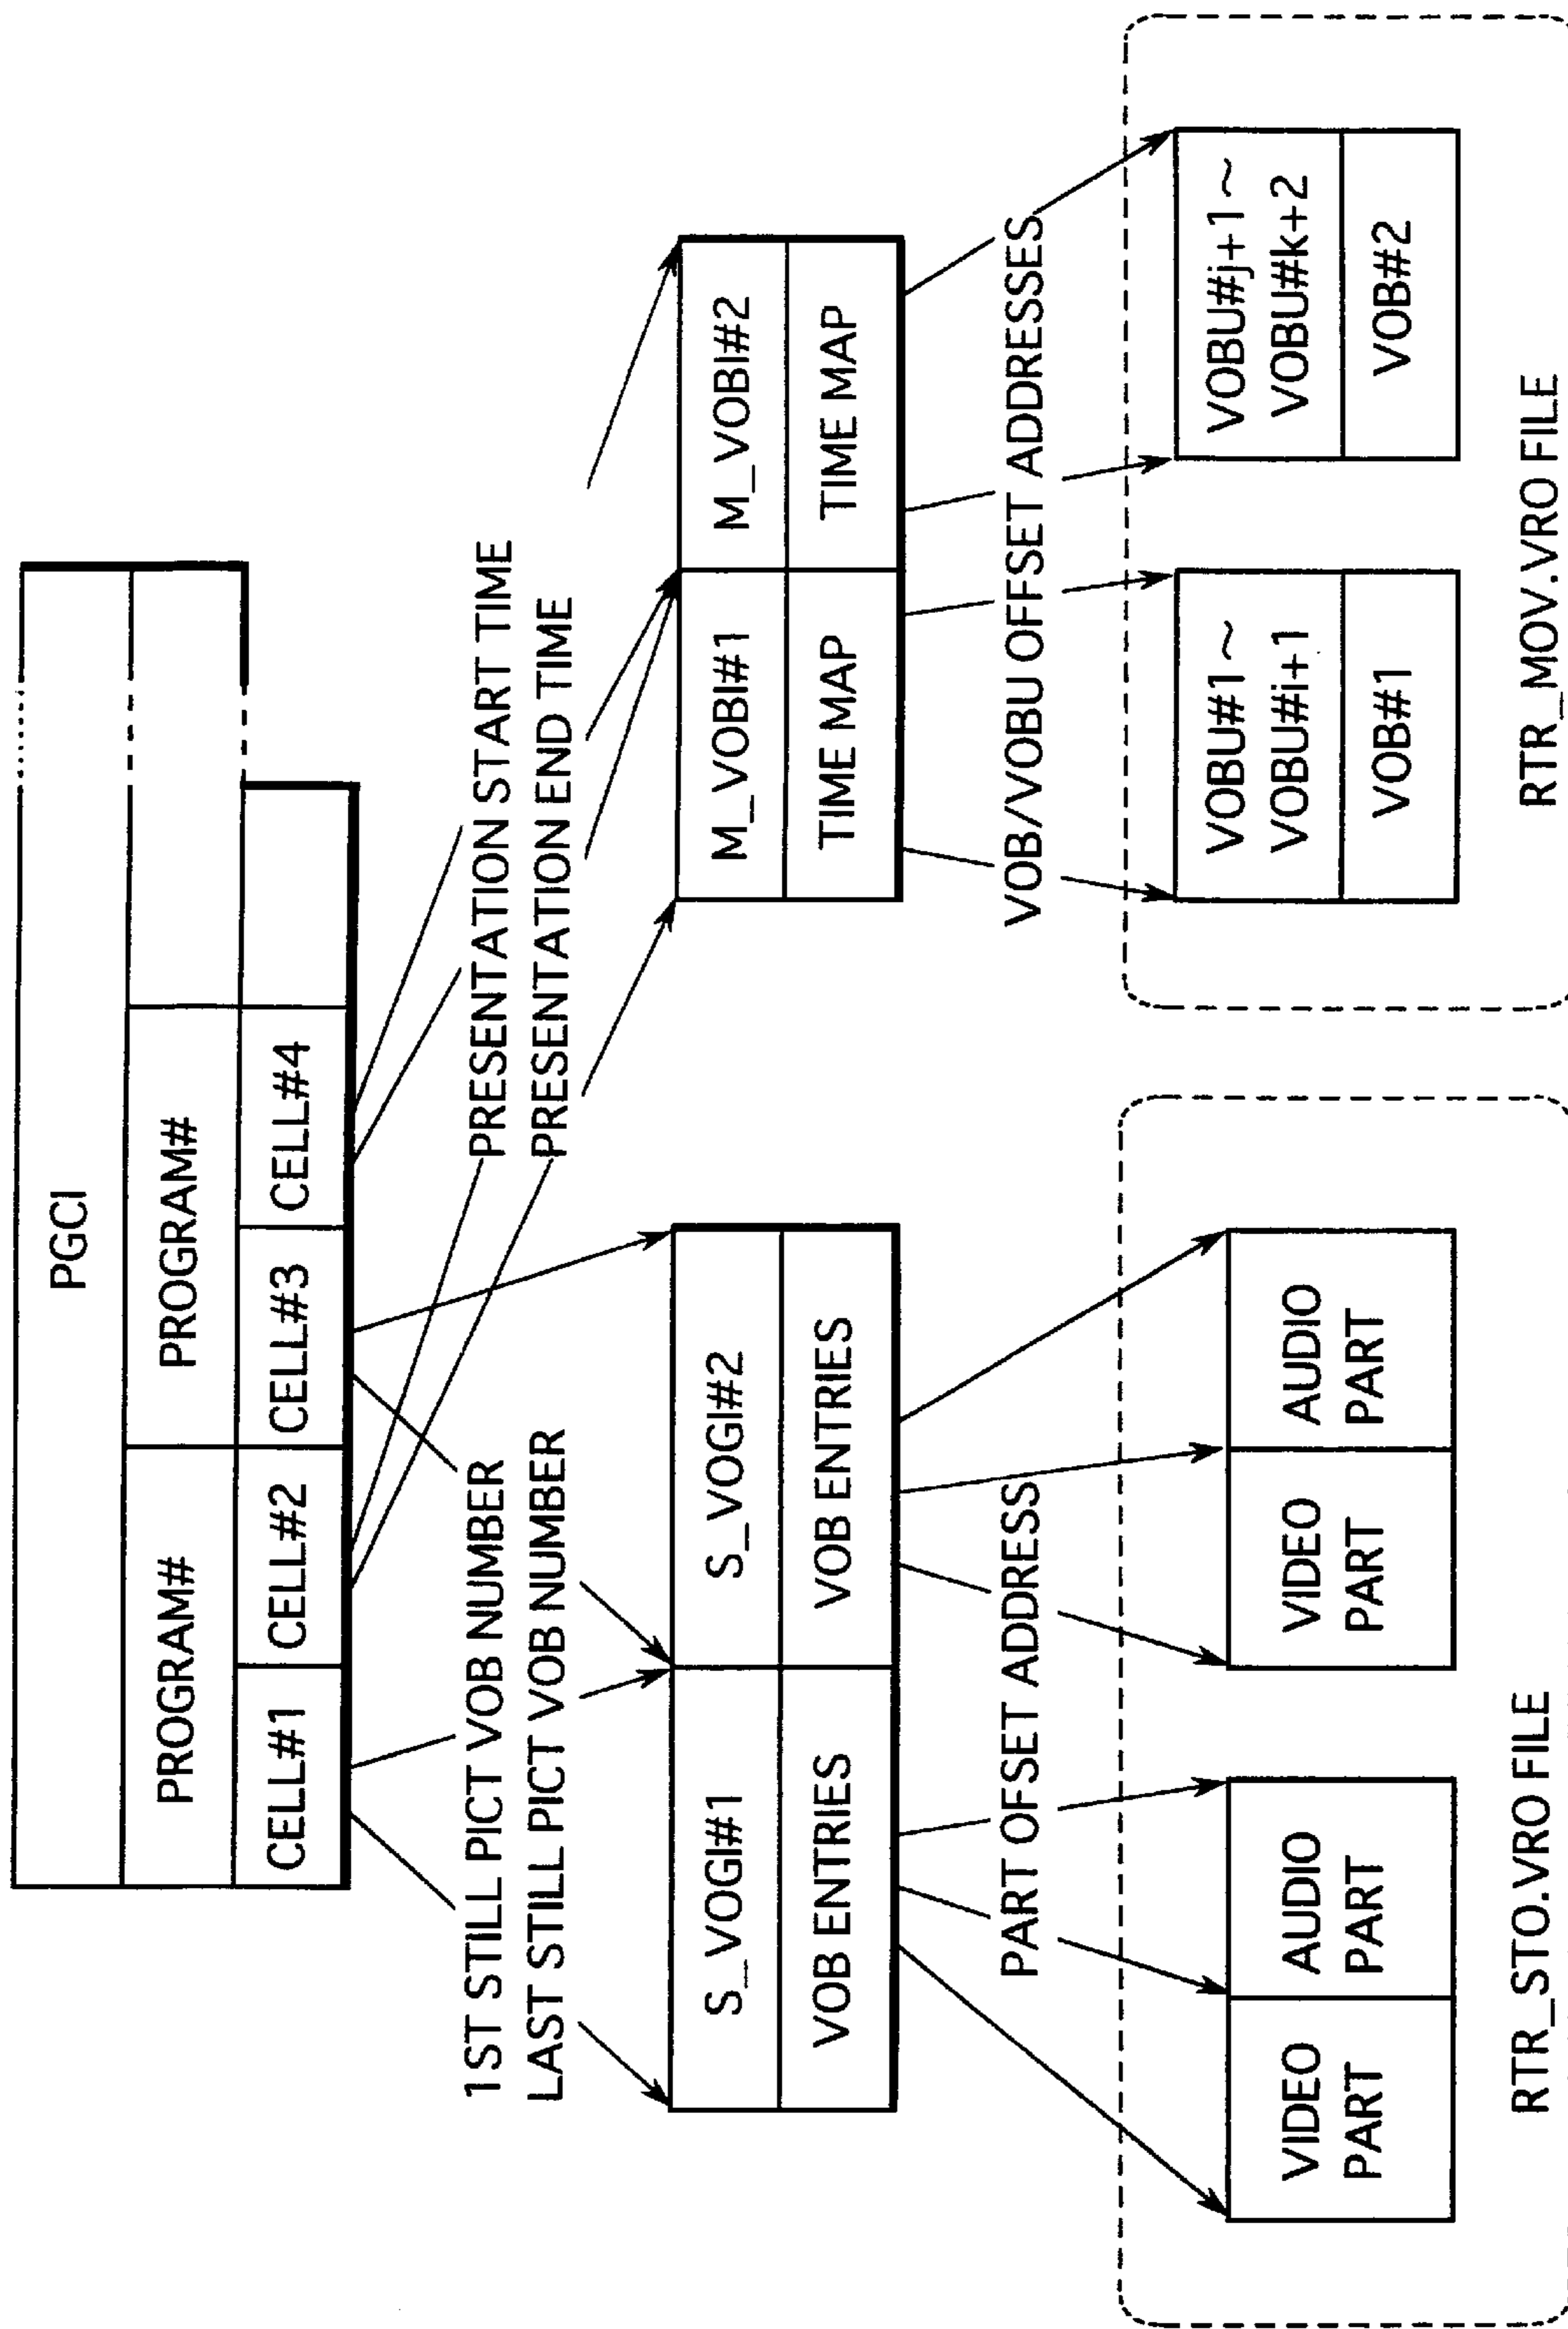 PGCI
PROGRAM#
PROGRAM#
CELL#1
CELL#2
CELL#3
CELL#4
1ST STILL PICT VOB NUMBER
LAST STILL PICT VOB NUMBER
PRESENTATION START TIME
PRESENTATION END TIME
S_VOGI#1
S_VOGI#2
VOB ENTRIES
VOB ENTRIES
M_VOBI#1
M_VOBI#2
TIME MAP
TIME MAP
PART OFFSET ADDRESS
VOB/VOBU OFFSET ADDRESSES
VIDEO
PART
AUDIO
PART
VIDEO
PART
AUDIO
PART
VOBU#1~
VOBU#i+1
VOB#1
VOBU#j+1~
VOBU#k+2
VOB#2
RTR_STO.VRO FILE
RTR_MOV.VRO FILE